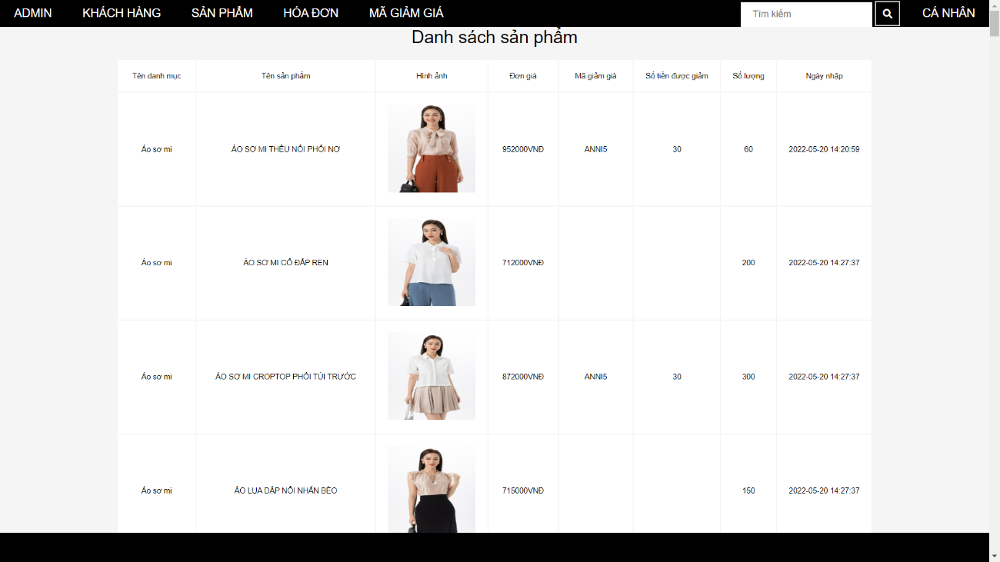 ADMIN KHÁCH HÀNG SẢN PHẨM HÓA ĐƠN MÃ GIẢM GIÁ Tìm kiếm CÁ NHÂN
Danh sách sản phẩm
Tên danh mục Tên sản phẩm Hình ảnh Đơn giá Mã giảm giá Số tiền được giảm Số lượng Ngày nhập
Áo sơ mi ÁO SƠ MI THÊU NỔI PHỐI NƠ 952000VNĐ ANNI5 30 60 2022-05-20 14:20:59
Áo sơ mi ÁO SƠ MI CỔ ĐẮP REN 712000VNĐ 200 2022-05-20 14:27:37
Áo sơ mi ÁO SƠ MI CROPTOP PHỐI TÚI TRƯỚC 872000VNĐ ANNI5 30 300 2022-05-20 14:27:37
Áo sơ mi ÁO LỤA DẬP NỔI NHẤN BÈO 715000VNĐ 150 2022-05-20 14:27:37